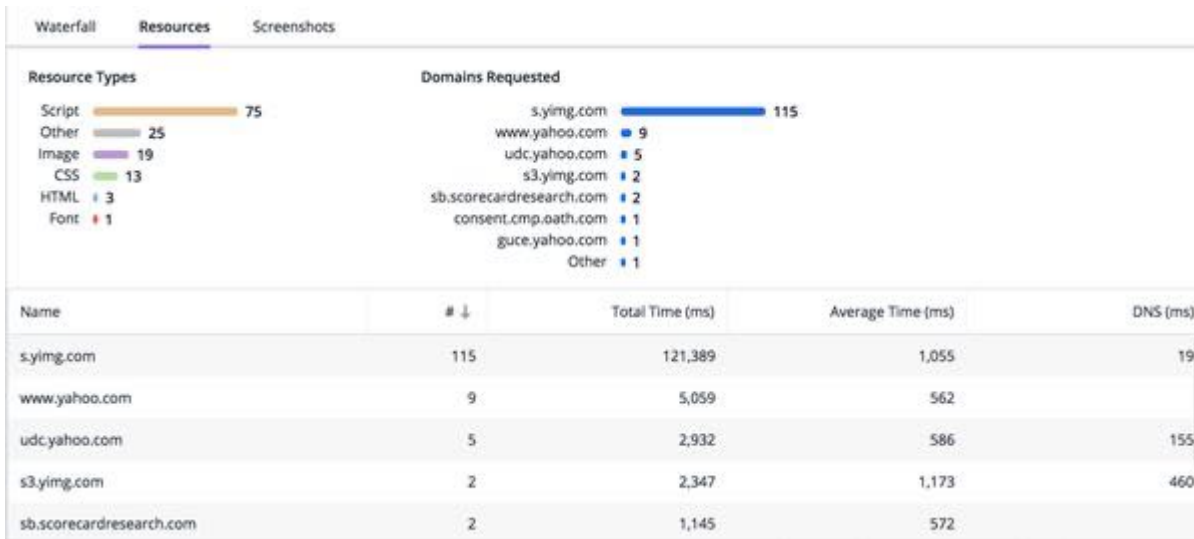 Waterfall Resources Screenshots
Resource Types
Script 75
Other 25
Image 19
CSS 13
HTML 3
Font 1
Domains Requested
s.yimg.com 115
www.yahoo.com 9
udc.yahoo.com 5
s3.yimg.com 2
sb.scorecardresearch.com 2
consent.cmp.oath.com 1
guce.yahoo.com 1
Other 1
Name # ↓ Total Time (ms) Average Time (ms) DNS (ms)
s.yimg.com 115 121,389 1,055 19
www.yahoo.com 9 5,059 562
udc.yahoo.com 5 2,932 586 155
s3.yimg.com 2 2,347 1,173 460
sb.scorecardresearch.com 2 1,145 572